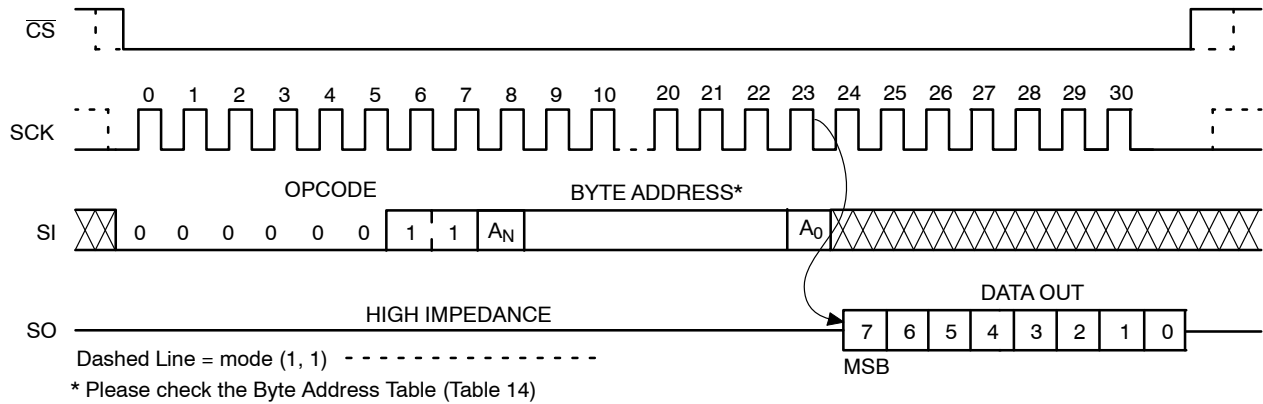 CS
0 1 2 3 4 5 6 7 8 9 10 20 21 22 23 24 25 26 27 28 29 30
SCK
OPCODE BYTE ADDRESS*
SI 0 0 0 0 0 0 1 1 AN A0
DATA OUT
HIGH IMPEDANCE
SO 7 6 5 4 3 2 1 0
Dashed Line = mode (1, 1) - - - - - - - - - - - - - - - -
MSB
* Please check the Byte Address Table (Table 14)